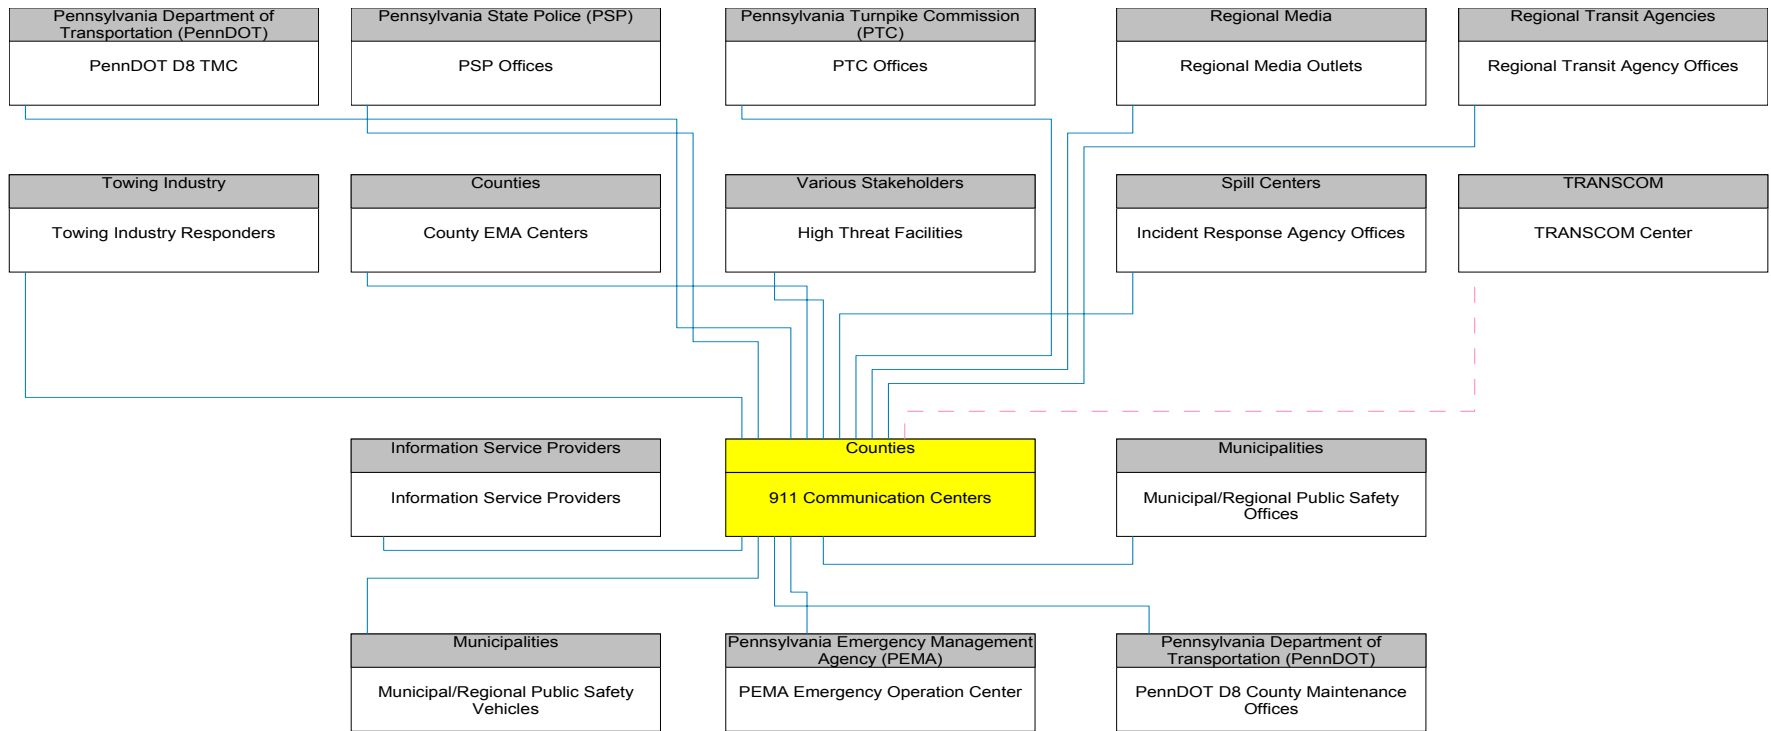 Pennsylvania Department of
Transportation (PennDOT)
PennDOT D8 TMC
Pennsylvania State Police (PSP)
PSP Offices
Pennsylvania Turnpike Commission
(PTC)
PTC Offices
Regional Media
Regional Media Outlets
Regional Transit Agencies
Regional Transit Agency Offices
Towing Industry
Towing Industry Responders
Counties
County EMA Centers
Various Stakeholders
High Threat Facilities
Spill Centers
Incident Response Agency Offices
TRANSCOM
TRANSCOM Center
Information Service Providers
Information Service Providers
Counties
911 Communication Centers
Municipalities
Municipal/Regional Public Safety
Offices
Municipalities
Municipal/Regional Public Safety
Vehicles
Pennsylvania Emergency Management
Agency (PEMA)
PEMA Emergency Operation Center
Pennsylvania Department of
Transportation (PennDOT)
PennDOT D8 County Maintenance
Offices